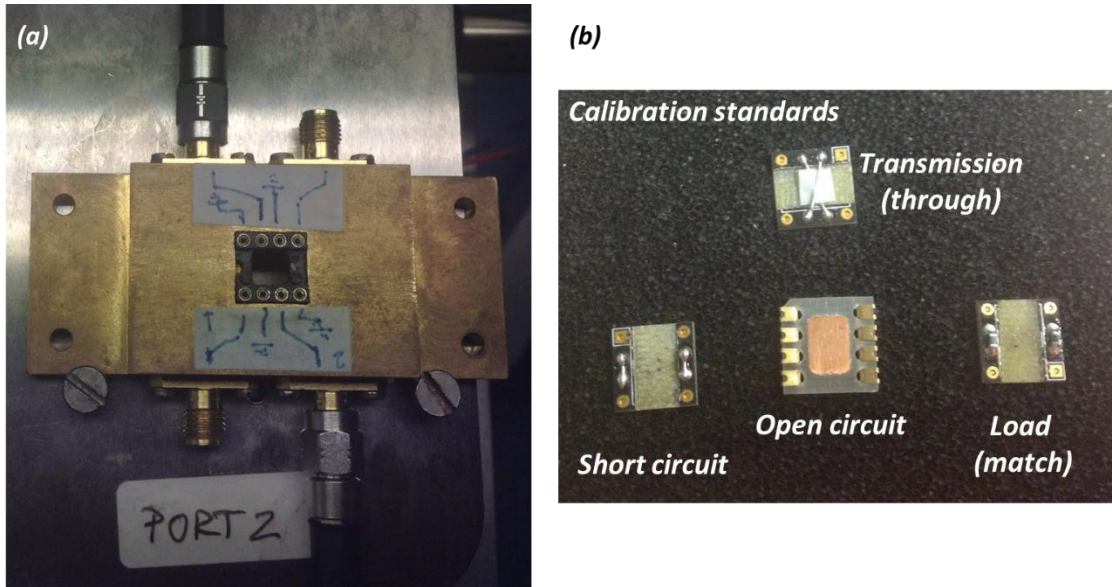 (a)
PORT 2
(b)
Calibration standards
Transmission
(through)
Open circuit
Load
(match)
Short circuit